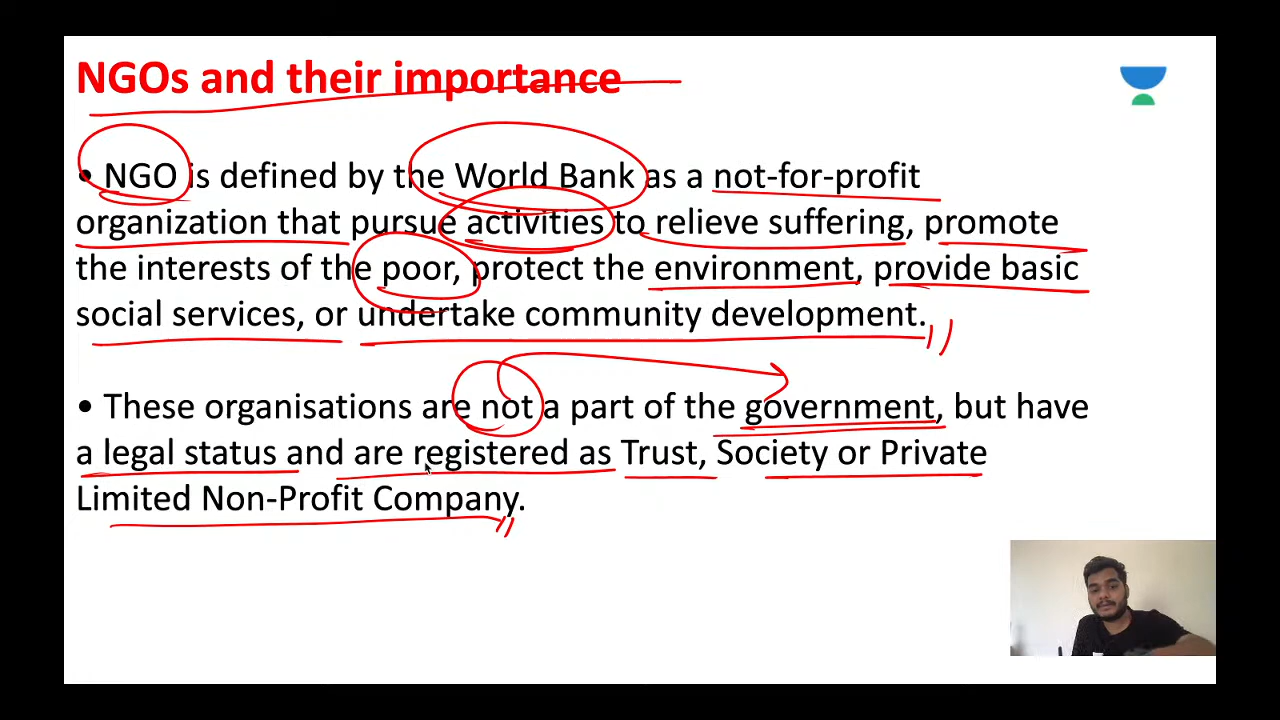 NGOs and their importance
• NGO is defined by the World Bank as a not-for-profit
organization that pursue activities to relieve suffering, promote
the interests of the poor, protect the environment, provide basic
social services, or undertake community development.
• These organisations are not a part of the government, but have
a legal status and are registered as Trust, Society or Private
Limited Non-Profit Company.